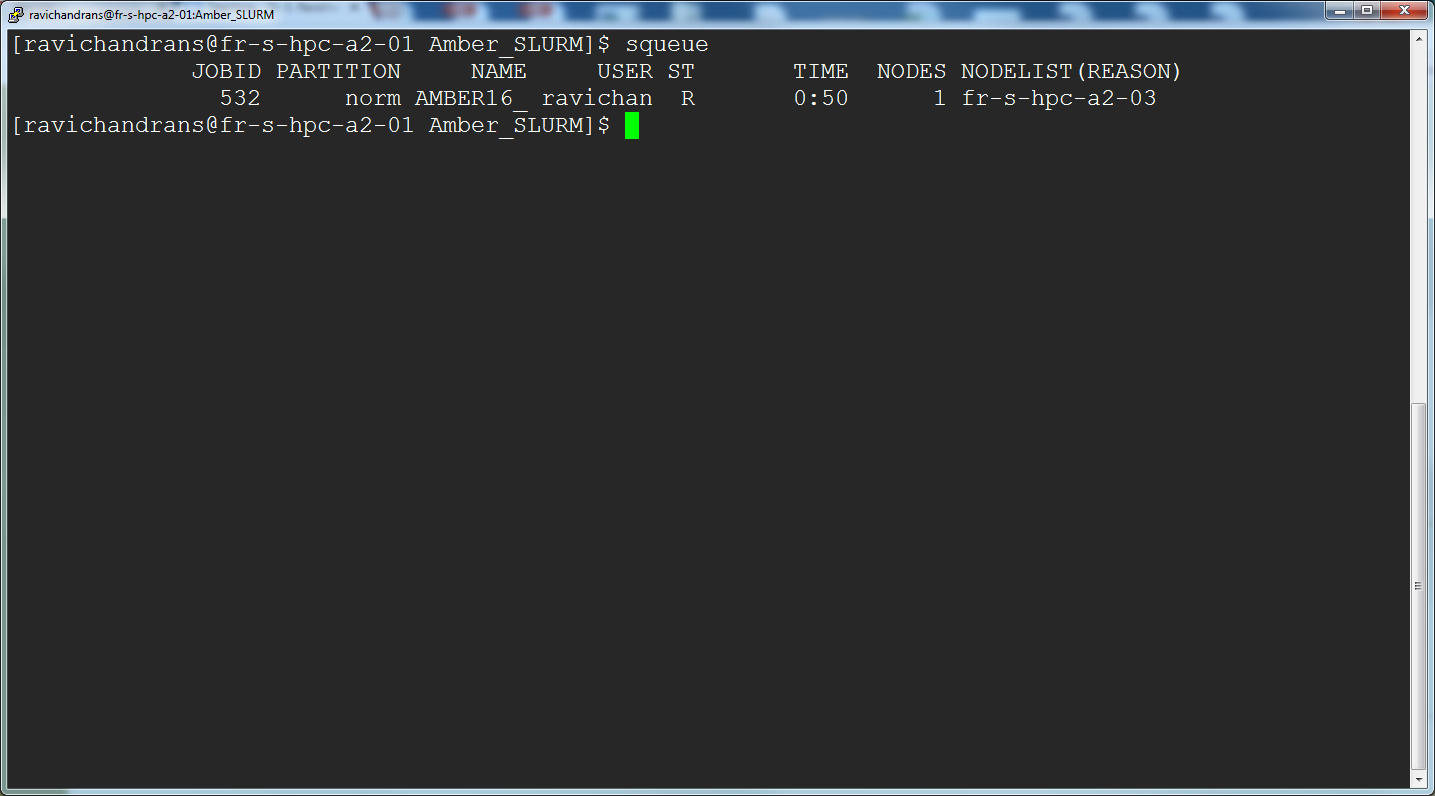 ravichandrans@fr-s-hpc-a2-01:Amber_SLURM
[ravichandrans@fr-s-hpc-a2-01 Amber_SLURM]$ squeue
JOBID PARTITION NAME USER ST TIME NODES NODELIST(REASON)
532 norm AMBER16_ ravichan R 0:50 1 fr-s-hpc-a2-03
[ravichandrans@fr-s-hpc-a2-01 Amber_SLURM]$